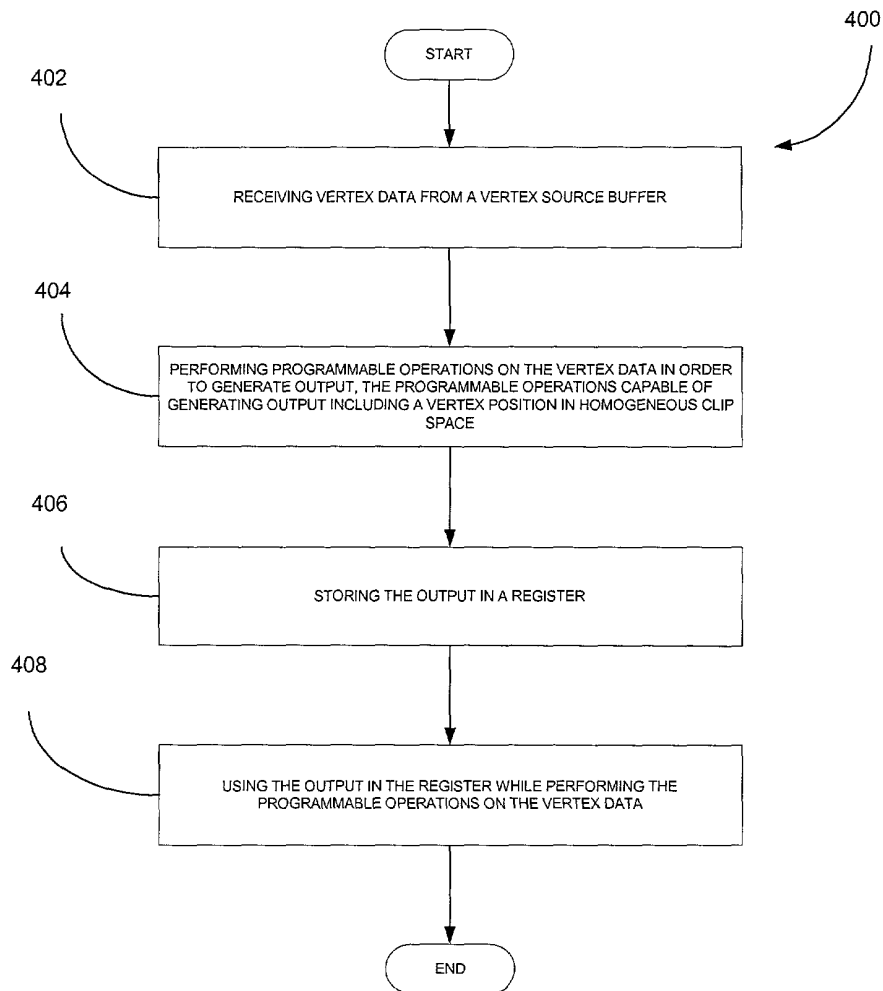 400
START
402
RECEIVING VERTEX DATA FROM A VERTEX SOURCE BUFFER
404
PERFORMING PROGRAMMABLE OPERATIONS ON THE VERTEX DATA IN ORDER
TO GENERATE OUTPUT, THE PROGRAMMABLE OPERATIONS CAPABLE OF
GENERATING OUTPUT INCLUDING A VERTEX POSITION IN HOMOGENEOUS CLIP
SPACE
406
STORING THE OUTPUT IN A REGISTER
408
USING THE OUTPUT IN THE REGISTER WHILE PERFORMING THE
PROGRAMMABLE OPERATIONS ON THE VERTEX DATA
END